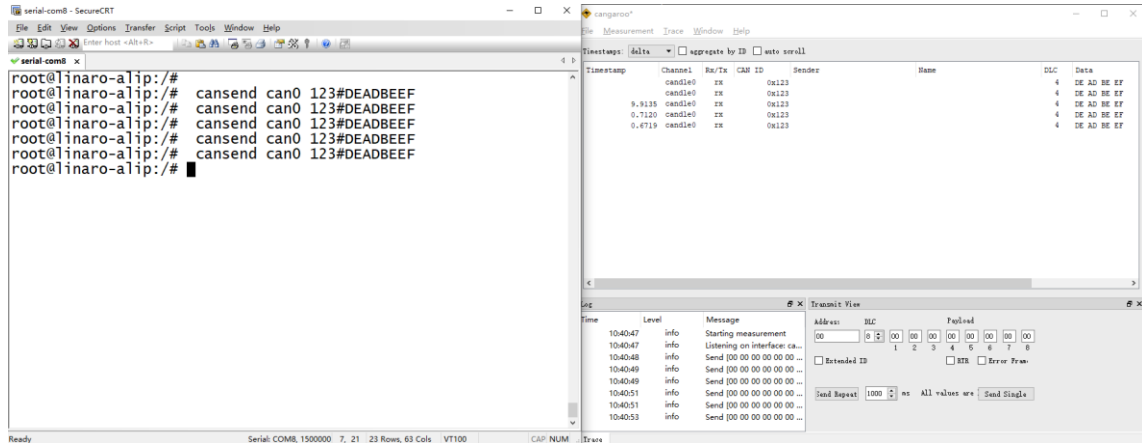 serial-com8 - SecureCRT
File Edit View Options Transfer Script Tools Window Help
Enter host <Alt+R>
serial-com8 x
root@linaro-alip:/#
root@linaro-alip:/# cansend can0 123#DEADBEEF
root@linaro-alip:/# cansend can0 123#DEADBEEF
root@linaro-alip:/# cansend can0 123#DEADBEEF
root@linaro-alip:/# cansend can0 123#DEADBEEF
root@linaro-alip:/# cansend can0 123#DEADBEEF
root@linaro-alip:/#
Ready Serial: COM8, 1500000 7, 21 23 Rows, 63 Cols VT100 CAP NUM
cangaroo*
File Measurement Trace Window Help
Timestamps: delta aggregate by ID auto scroll
Timestamp Channel Rx/Tx CAN ID Sender Name DLC Data
candle0 rx 0x123 4 DE AD BE EF
candle0 rx 0x123 4 DE AD BE EF
9.9135 candle0 rx 0x123 4 DE AD BE EF
0.7120 candle0 rx 0x123 4 DE AD BE EF
0.6719 candle0 rx 0x123 4 DE AD BE EF
Log
Time Level Message
10:40:47 info Starting measurement
10:40:47 info Listening on interface: ca...
10:40:48 info Send [00 00 00 00 00 00 ...
10:40:49 info Send [00 00 00 00 00 00 ...
10:40:49 info Send [00 00 00 00 00 00 ...
10:40:51 info Send [00 00 00 00 00 00 ...
10:40:51 info Send [00 00 00 00 00 00 ...
10:40:53 info Send [00 00 00 00 00 00 ...
Trace
Transmit View
Address: DLC Payload
00 8 00 00 00 00 00 00 00 00
1 2 3 4 5 6 7 8
Extended ID RTR Error Fram
Send Repeat 1000 ms All values are Send Single